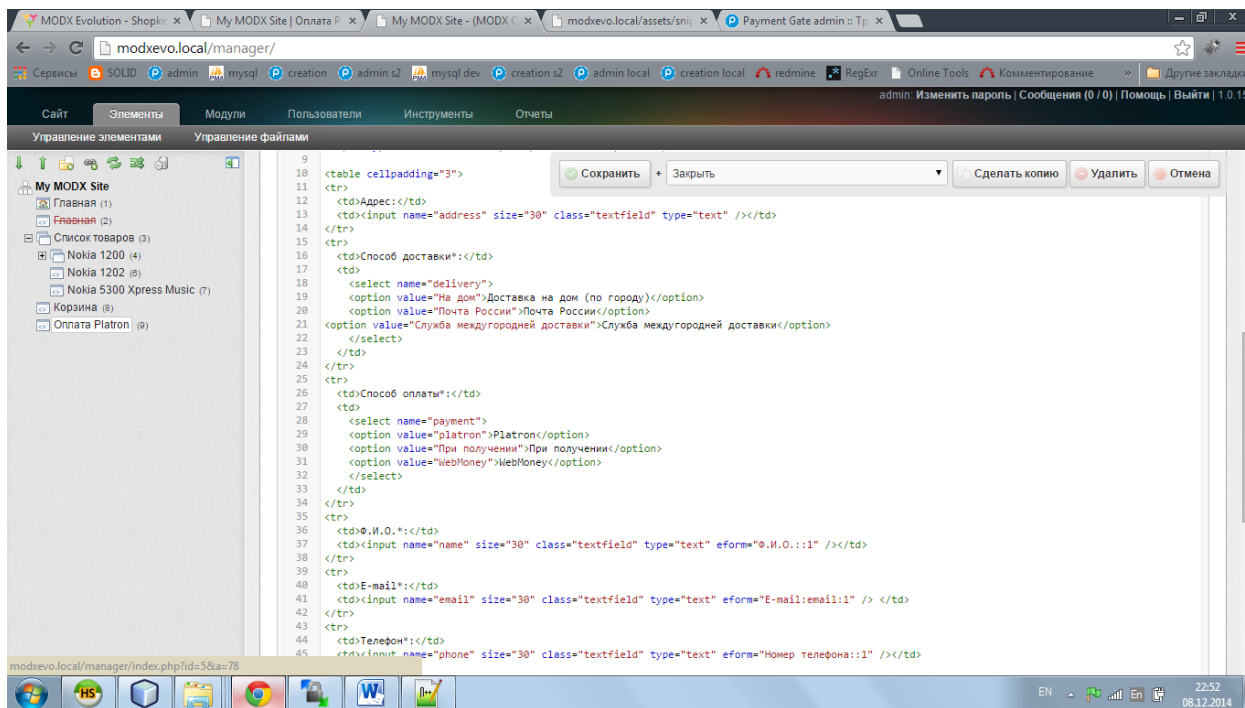 MODX Evolution - Shopke
My MODX Site | Оплата P
My MODX Site - (MODX C
modxevo.local/assets/snip
Payment Gate admin :: Тр
modxevo.local/manager/
Сервисы SOLID admin mysql creation admin s2 mysql dev creation s2 admin local creation local redmine RegExr Online Tools Комментирование » Другие закладки
admin: Изменить пароль | Сообщения (0 / 0) | Помощь | Выйти | 1.0.15
Сайт Элементы Модули Пользователи Инструменты Отчеты
Управление элементами Управление файлами
My MODX Site
Главная (1)
Главная (2)
Список товаров (3)
Nokia 1200 (4)
Nokia 1202 (6)
Nokia 5300 Xpress Music (7)
Корзина (8)
Оплата Platron (9)
Сохранить + Закрыть Сделать копию Удалить Отмена
9
10 <table cellpadding="3">
11 <tr>
12 <td>Адрес:</td>
13 <td><input name="address" size="30" class="textfield" type="text" /></td>
14 </tr>
15 <tr>
16 <td>Способ доставки*:</td>
17 <td>
18 <select name="delivery">
19 <option value="На дом">Доставка на дом (по городу)</option>
20 <option value="Почта России">Почта России</option>
21 <option value="Служба междугородней доставки">Служба междугородней доставки</option>
22 </select>
23 </td>
24 </tr>
25 <tr>
26 <td>Способ оплаты*:</td>
27 <td>
28 <select name="payment">
29 <option value="platron">Platron</option>
30 <option value="При получении">При получении</option>
31 <option value="WebMoney">WebMoney</option>
32 </select>
33 </td>
34 </tr>
35 <tr>
36 <td>Ф.И.О.*:</td>
37 <td><input name="name" size="30" class="textfield" type="text" eform="Ф.И.О.::1" /></td>
38 </tr>
39 <tr>
40 <td>E-mail*:</td>
41 <td><input name="email" size="30" class="textfield" type="text" eform="E-mail:email:1" /> </td>
42 </tr>
43 <tr>
44 <td>Телефон*:</td>
45 <td><input name="phone" size="30" class="textfield" type="text" eform="Номер телефона::1" /></td>
modxevo.local/manager/index.php?id=5&a=78
HS
EN
En
22:52
08.12.2014